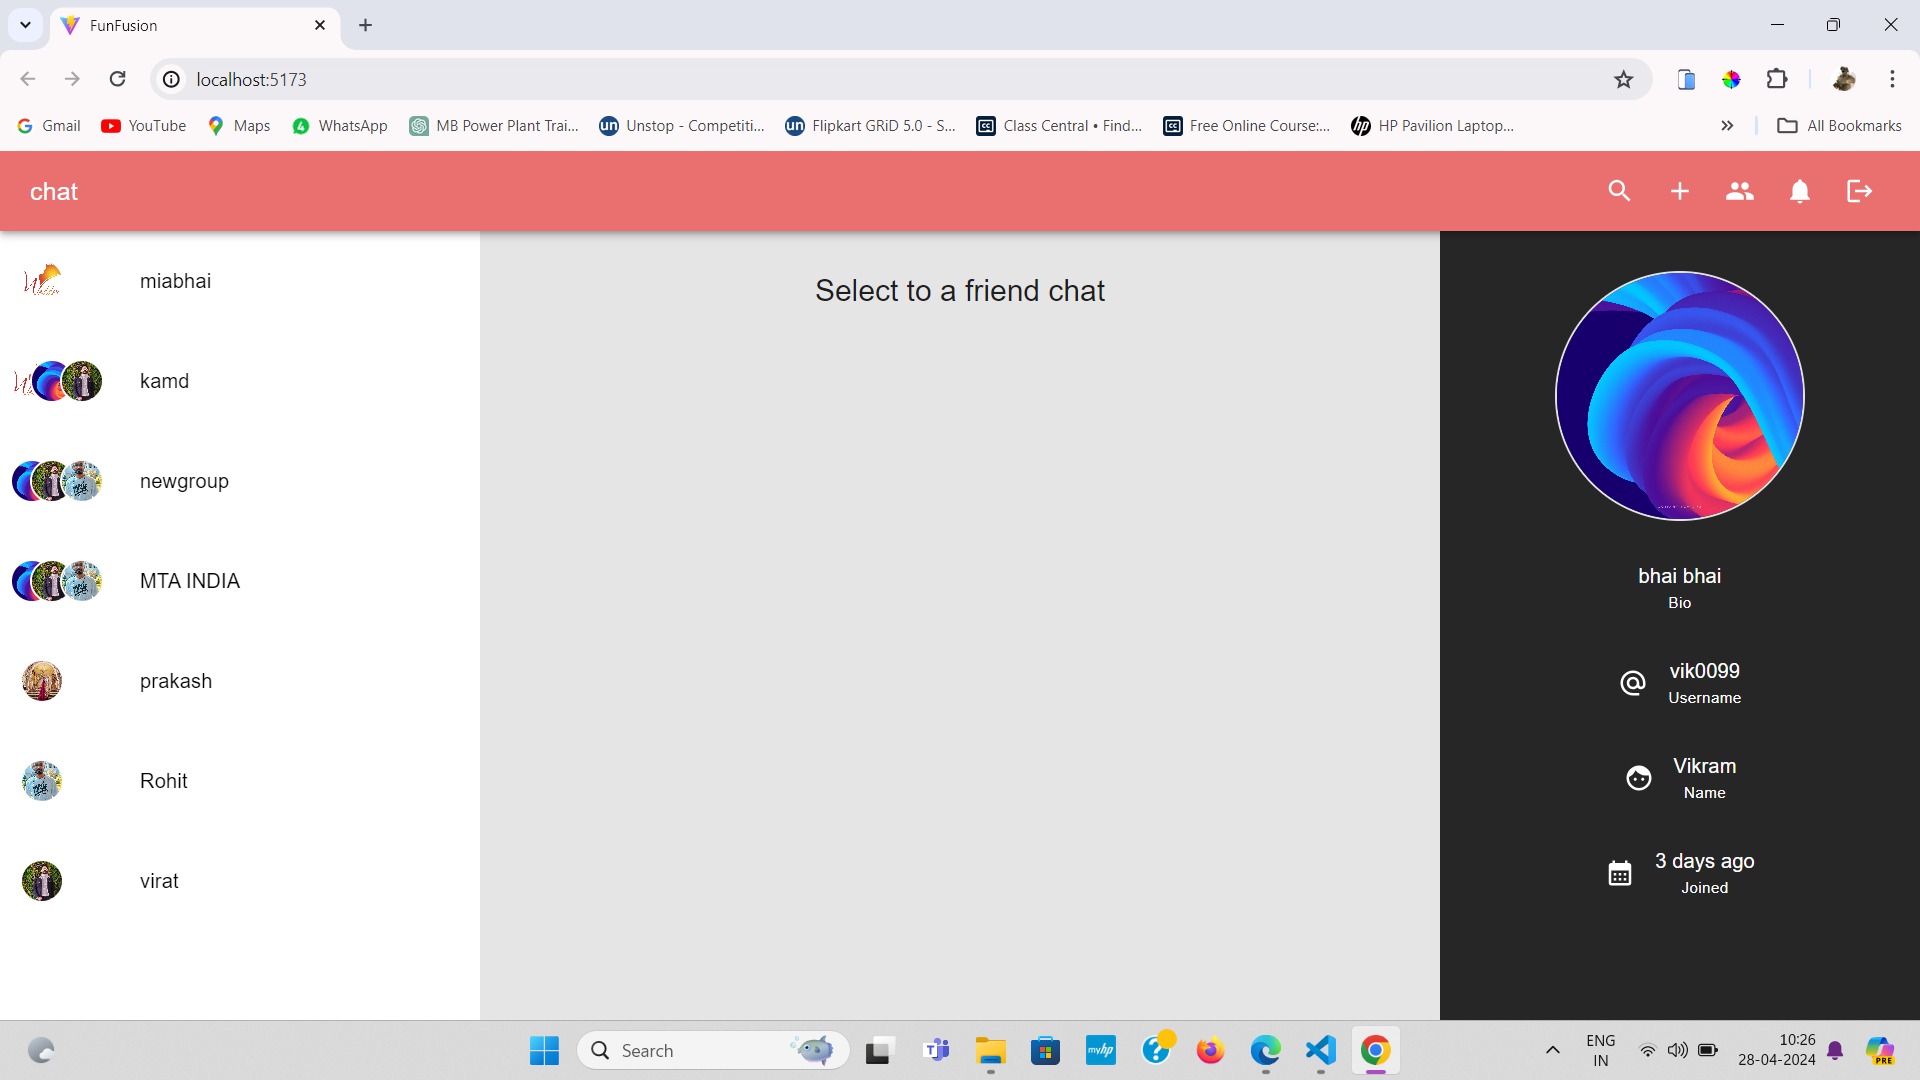 FunFusion
localhost:5173
Gmail
YouTube
Maps
WhatsApp
MB Power Plant Trai...
Unstop - Competiti...
Flipkart GRiD 5.0 - S...
Class Central • Find...
Free Online Course:...
HP Pavilion Laptop...
All Bookmarks
chat
miabhai
kamd
newgroup
MTA INDIA
prakash
Rohit
virat
Select to a friend chat
bhai bhai
Bio
vik0099
Username
Vikram
Name
3 days ago
Joined
Search
ENG
IN
10:26
28-04-2024